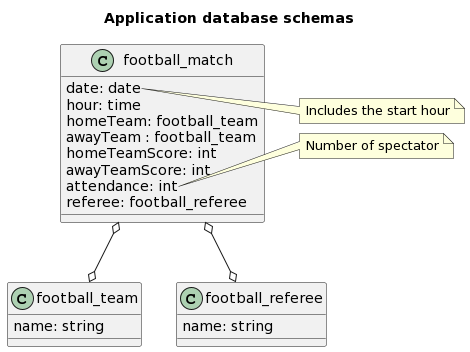 Application database schemas
C football_match
date: date
hour: time
homeTeam: football_team
awayTeam : football_team
homeTeamScore: int
awayTeamScore: int
attendance: int
referee: football_referee
Includes the start hour
Number of spectator
C football_team
name: string
C football_referee
name: string